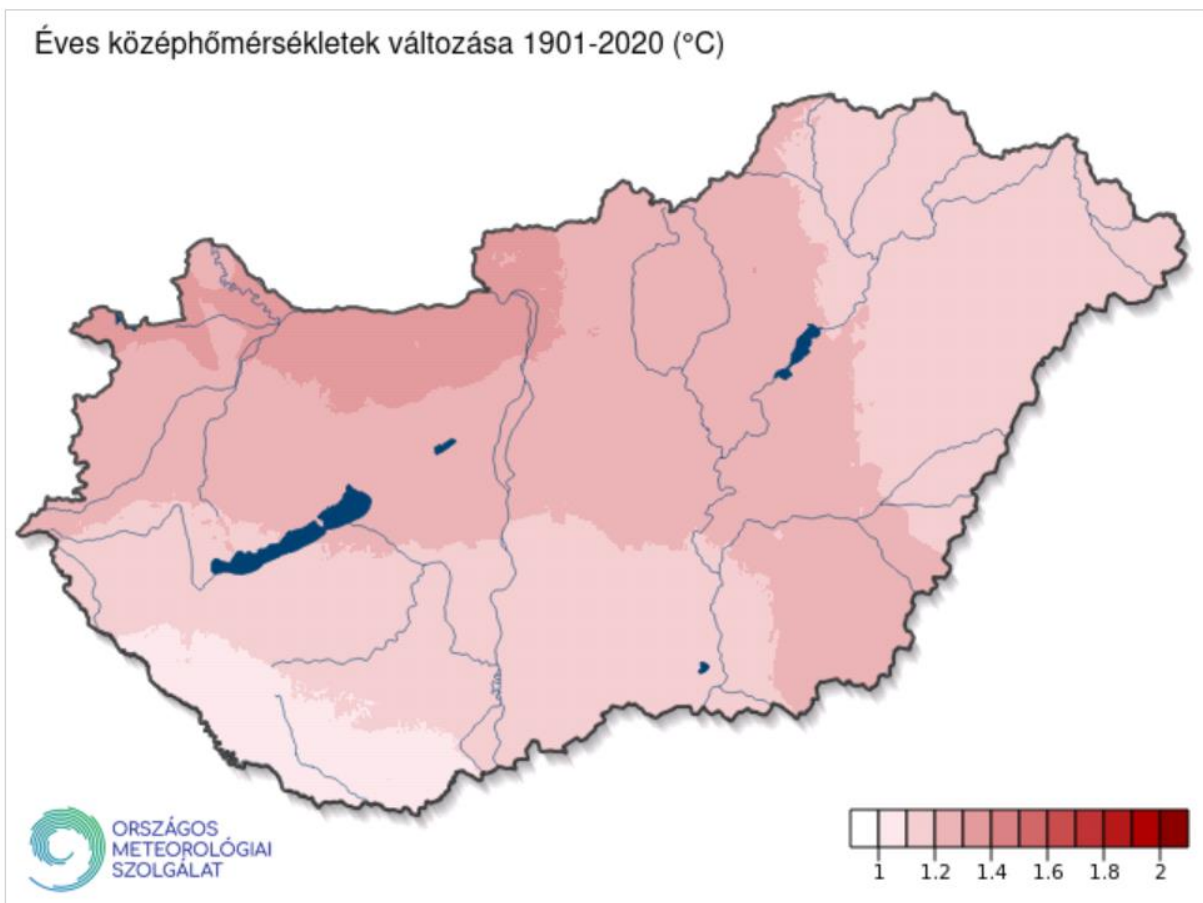 Éves középhőmérsékletek változása 1901-2020 (°C)
ORSZÁGOS
METEOROLÓGIAI
SZOLGÁLAT
1 1.2 1.4 1.6 1.8 2